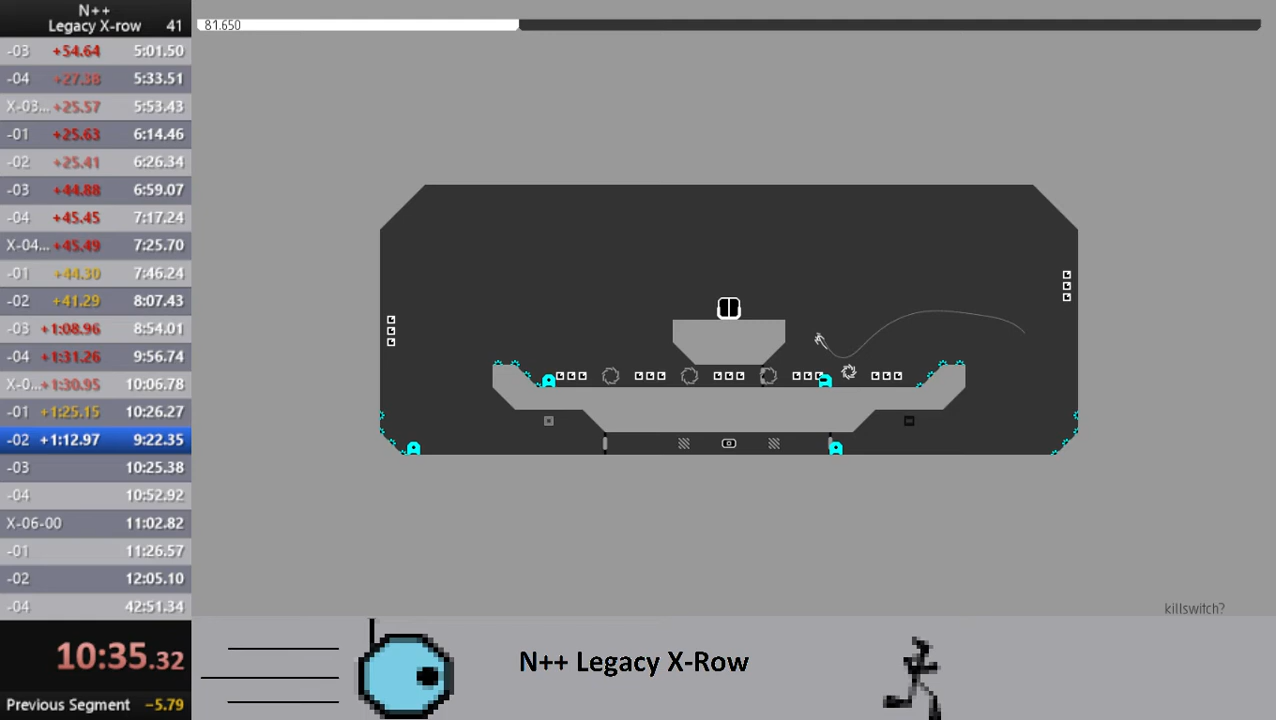 N++
Legacy X-row 41
81.650
-03 +54.64 5:01.50
-04 +27.38 5:33.51
X-03... +25.57 5:53.43
-01 +25.63 6:14.46
-02 +25.41 6:26.34
-03 +44.88 6:59.07
-04 +45.45 7:17.24
X-04... +45.49 7:25.70
-01 +44.30 7:46.24
-02 +41.29 8:07.43
-03 +1:08.96 8:54.01
-04 +1:31.26 9:56.74
X-0... +1:30.95 10:06.78
-01 +1:25.15 10:26.27
-02 +1:12.97 9:22.35
-03 10:25.38
-04 10:52.92
X-06-00 11:02.82
-01 11:26.57
-02 12:05.10
-04 42:51.34
killswitch?
10:35.32
Previous Segment -5.79
N++ Legacy X-Row